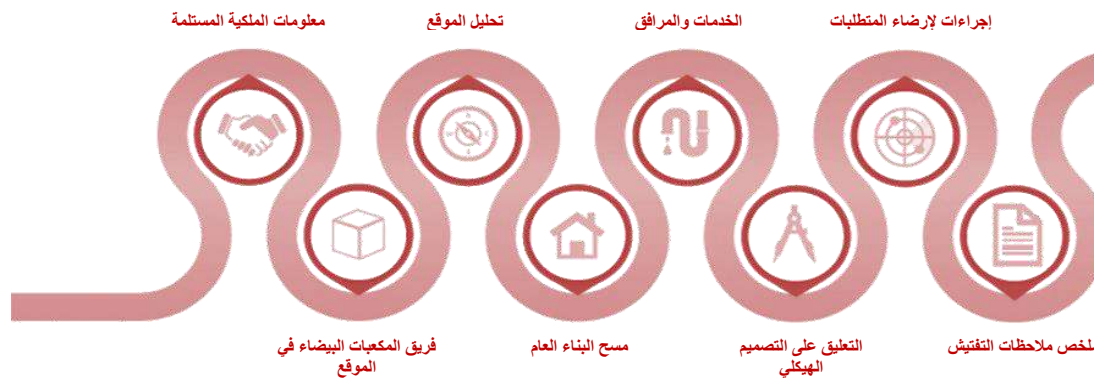 معلومات الملكية المستلمة
تحليل الموقع
الخدمات والمرافق
إجراءات لإرضاء المتطلبات
فريق المكعبات البيضاء في
الموقع
مسح البناء العام
التعليق على التصميم
الهيكلي
لخص ملاحظات التفتيش